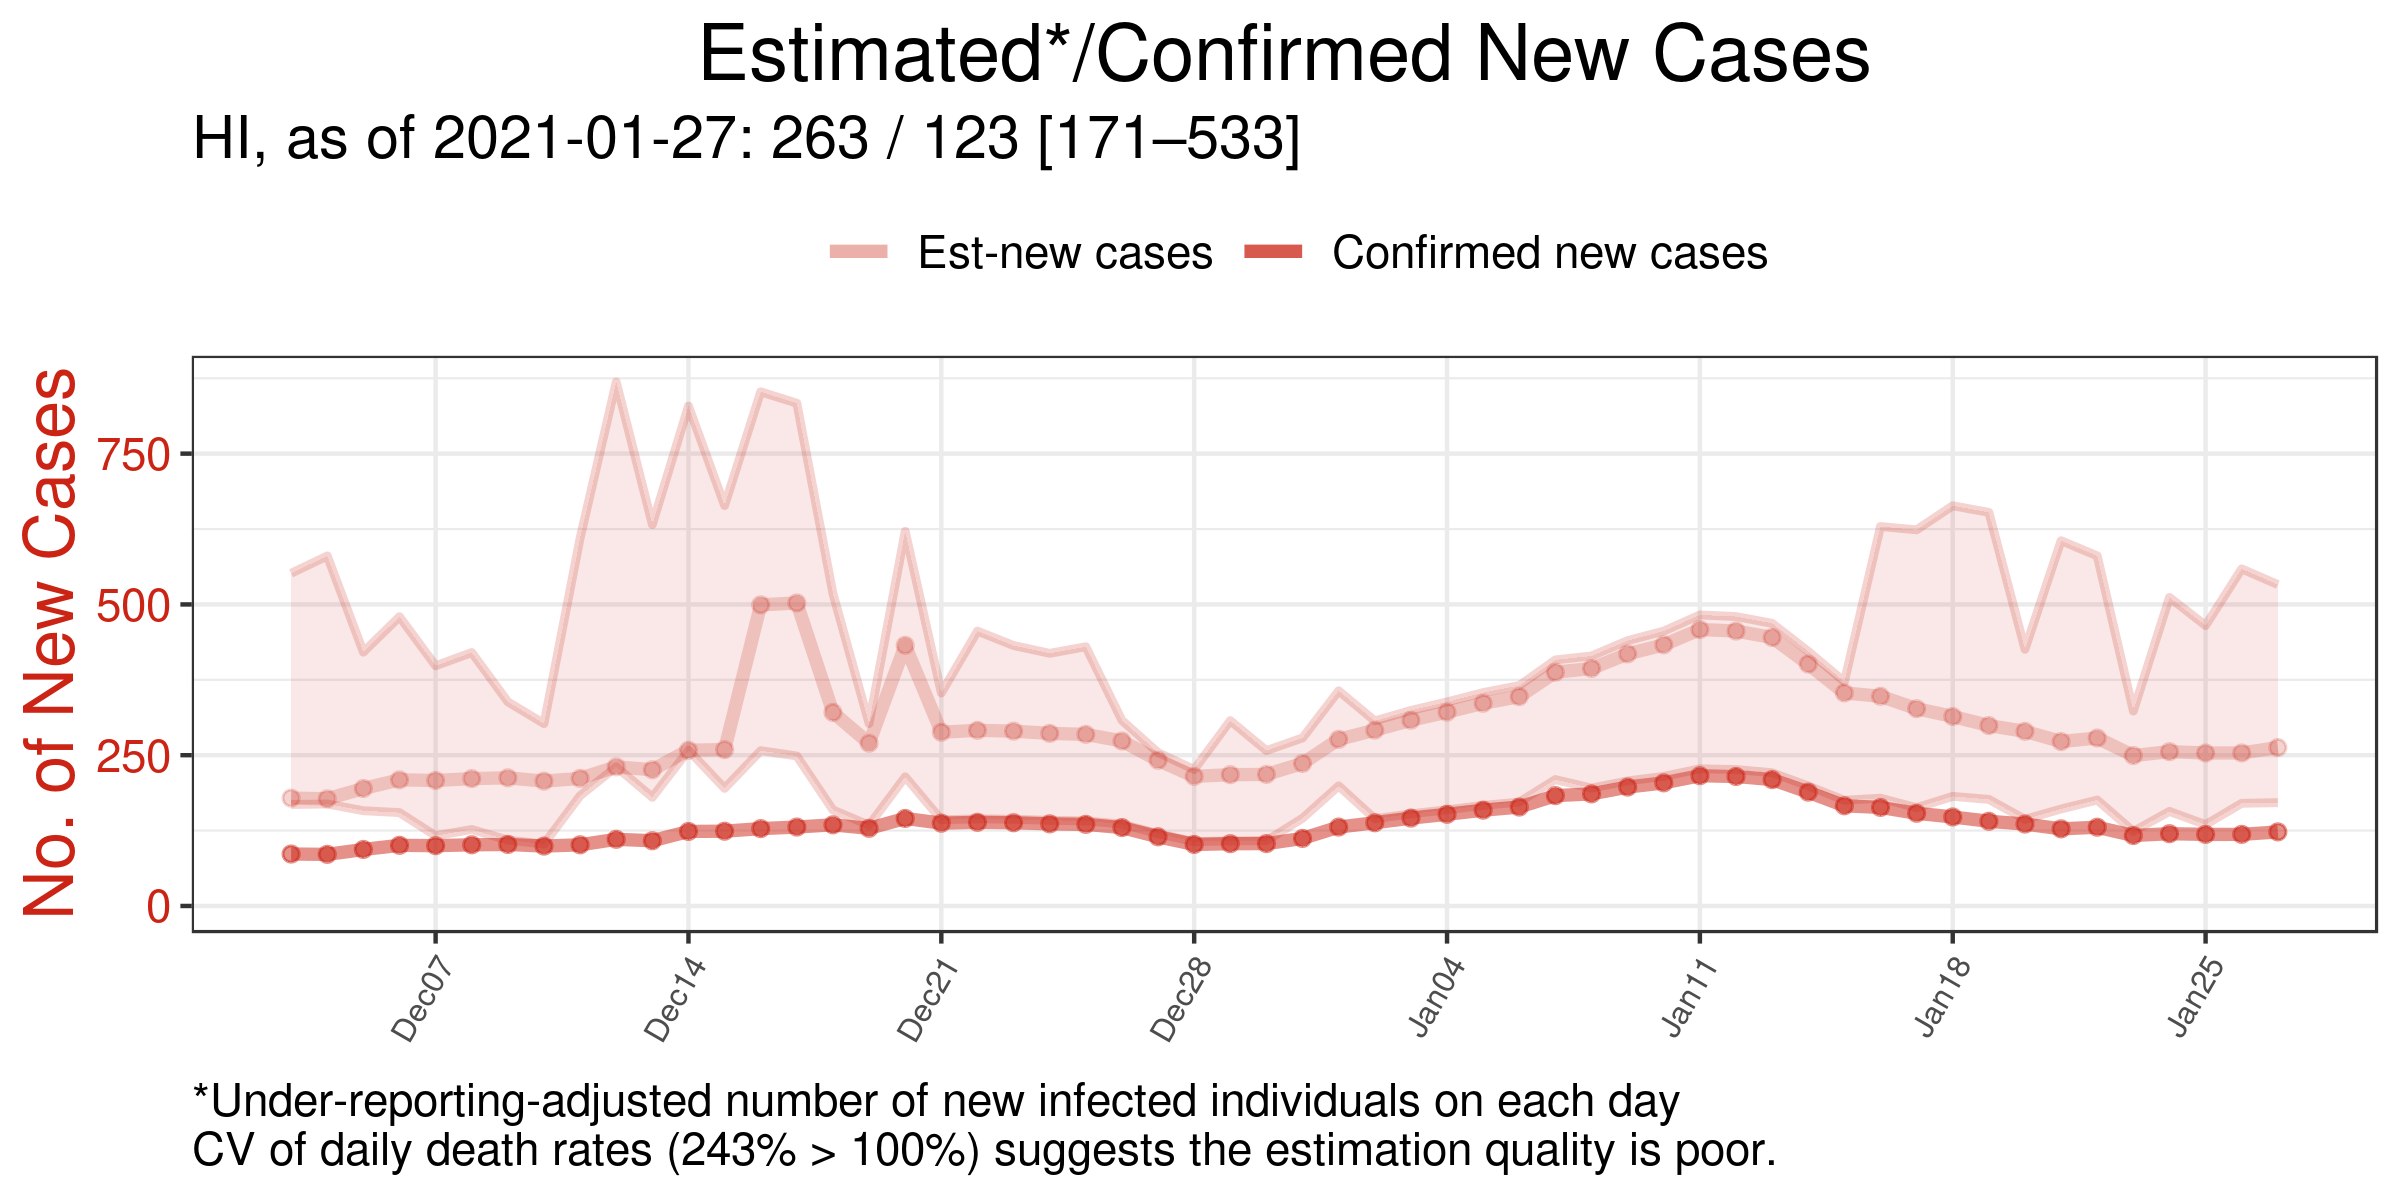 Estimated*/Confirmed New Cases
HI, as of 2021-01-27: 263 / 123 [171–533]
Est-new cases
Confirmed new cases
No. of New Cases
750
500
250
0
Dec07
Dec14
Dec21
Dec28
Jan04
Jan11
Jan18
Jan25
*Under-reporting-adjusted number of new infected individuals on each day
CV of daily death rates (243% > 100%) suggests the estimation quality is poor.